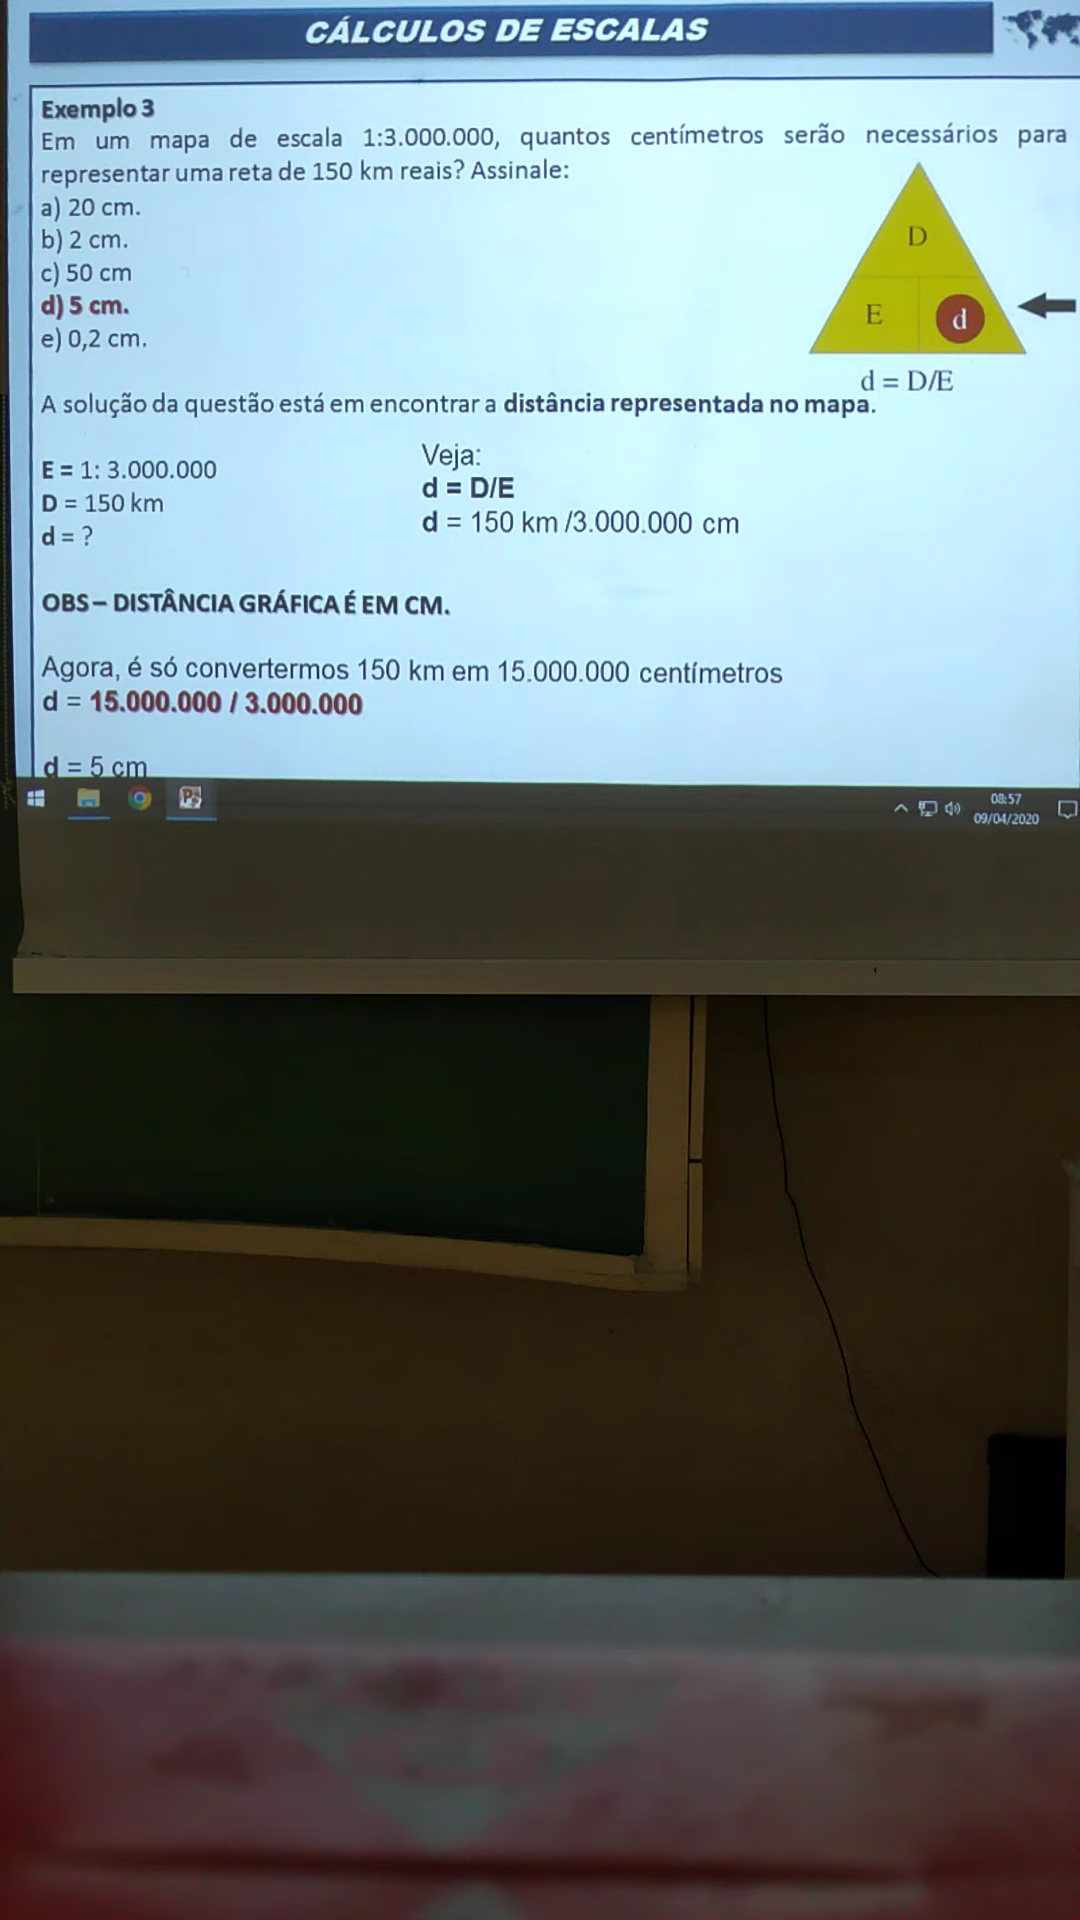 CÁLCULOS DE ESCALAS
Exemplo 3
Em um mapa de escala 1:3.000.000, quantos centímetros serão necessários para
representar uma reta de 150 km reais? Assinale:
a) 20 cm.
b) 2 cm.
c) 50 cm
d) 5 cm.
e) 0,2 cm.
D
E d
d = D/E
A solução da questão está em encontrar a distância representada no mapa.
E = 1: 3.000.000
D = 150 km
d = ?
Veja:
d = D/E
d = 150 km /3.000.000 cm
OBS – DISTÂNCIA GRÁFICA É EM CM.
Agora, é só convertermos 150 km em 15.000.000 centímetros
d = 15.000.000 / 3.000.000
d = 5 cm
08:57
09/04/2020